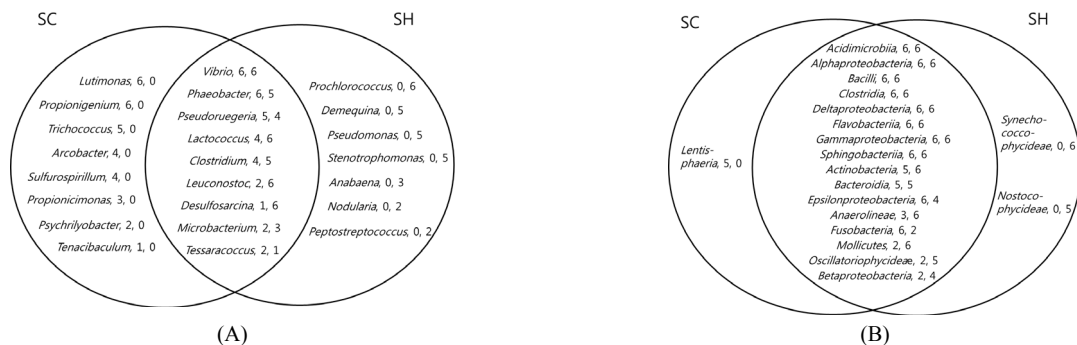 SC
SH
Lutimonas, 6, 0
Propionigenium, 6, 0
Trichococcus, 5, 0
Arcobacter, 4, 0
Sulfurospirillum, 4, 0
Propionicimonas, 3, 0
Psychrilyobacter, 2, 0
Tenacibaculum, 1, 0
Vibrio, 6, 6
Phaeobacter, 6, 5
Pseudoruegeria, 5, 4
Lactococcus, 4, 6
Clostridium, 4, 5
Leuconostoc, 2, 6
Desulfosarcina, 1, 6
Microbacterium, 2, 3
Tessaracoccus, 2, 1
Prochlorococcus, 0, 6
Demequina, 0, 5
Pseudomonas, 0, 5
Stenotrophomonas, 0, 5
Anabaena, 0, 3
Nodularia, 0, 2
Peptostreptococcus, 0, 2
(A)
SC
SH
Lentis-
phaeria, 5, 0
Acidimicrobiia, 6, 6
Alphaproteobacteria, 6, 6
Bacilli, 6, 6
Clostridia, 6, 6
Deltaproteobacteria, 6, 6
Flavobacteriia, 6, 6
Gammaproteobacteria, 6, 6
Sphingobacteriia, 6, 6
Actinobacteria, 5, 6
Bacteroidia, 5, 5
Epsilonproteobacteria, 6, 4
Anaerolineae, 3, 6
Fusobacteria, 6, 2
Mollicutes, 2, 6
Oscillatoriophycideae, 2, 5
Betaproteobacteria, 2, 4
Synecho-
cocco-
phycideae, 0, 6
Nostoco-
phycideae, 0, 5
(B)